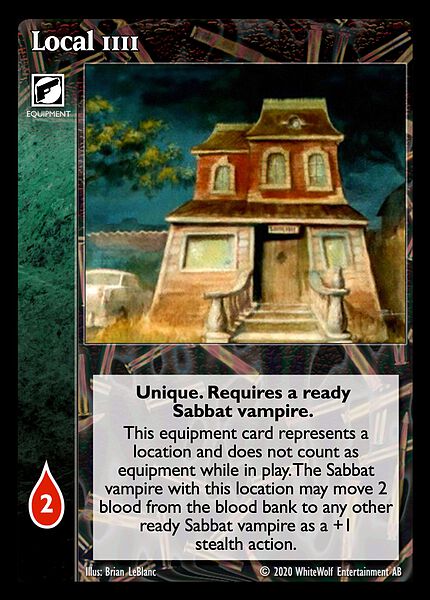 Local 1111
EQUIPMENT
Unique. Requires a ready
Sabbat vampire.
This equipment card represents a
location and does not count as
equipment while in play. The Sabbat
vampire with this location may move 2
blood from the blood bank to any other
ready Sabbat vampire as a +1
stealth action.
2
Illus: Brian LeBlanc
© 2020 WhiteWolf Entertainment AB